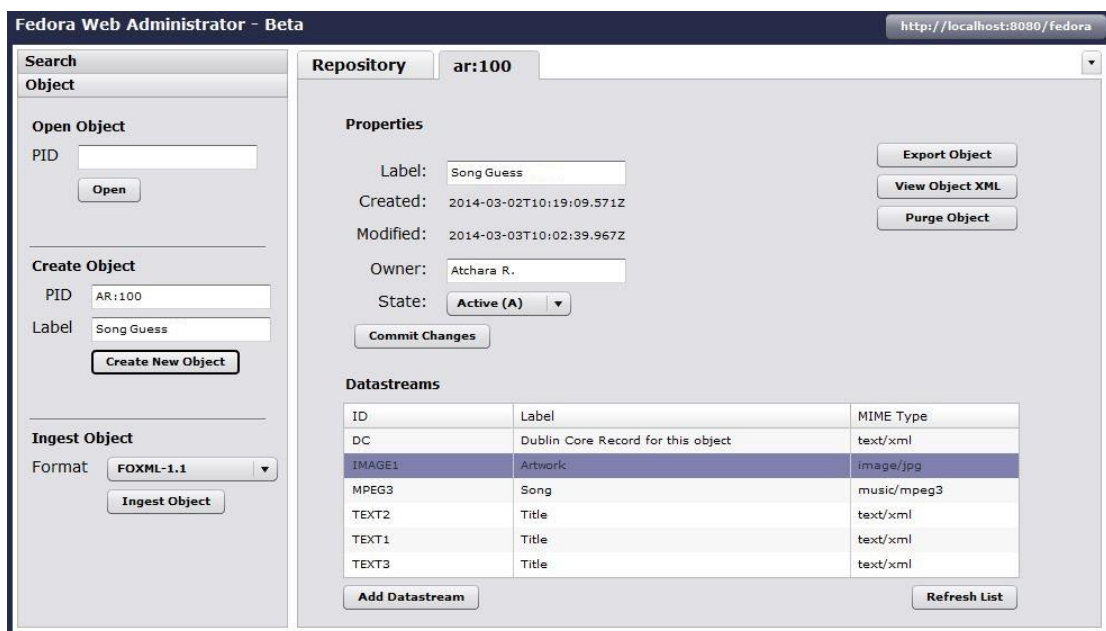 Fedora Web Administrator - Beta
http://localhost:8080/fedora
Search
Object
Open Object
PID
Open
Create Object
PID AR:100
Label Song Guess
Create New Object
Ingest Object
Format FOXML-1.1
Ingest Object
Repository ar:100
Properties
Label: Song Guess
Created: 2014-03-02T10:19:09.571Z
Modified: 2014-03-03T10:02:39.967Z
Owner: Atchara R.
State: Active (A)
Commit Changes
Export Object
View Object XML
Purge Object
Datastreams
ID Label MIME Type
DC Dublin Core Record for this object text/xml
IMAGE1 Artwork image/jpg
MPEG3 Song music/mpeg3
TEXT2 Title text/xml
TEXT1 Title text/xml
TEXT3 Title text/xml
Add Datastream Refresh List